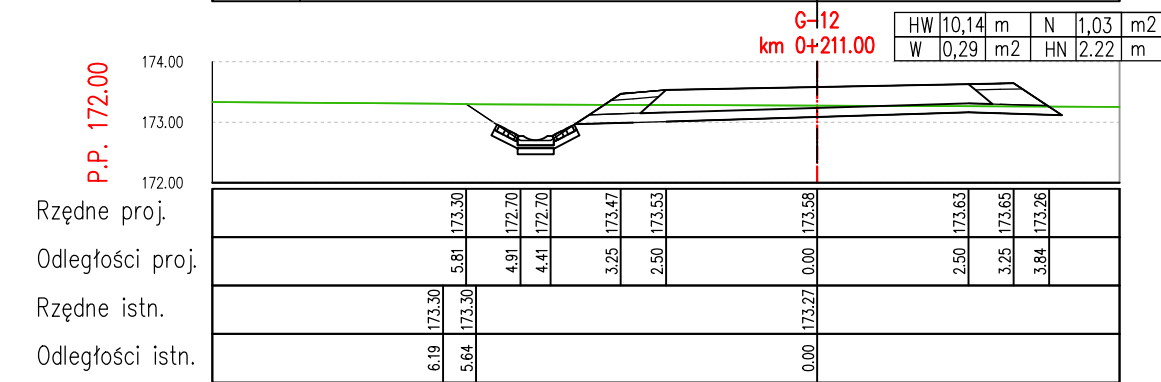 G-12
km 0+211.00
HW 10,14 m N 1,03 m2
W 0,29 m2 HN 2.22 m
P.P. 172.00
174.00
173.00
172.00
Rzędne proj. 173.30 172.70 172.70 173.47 173.53 173.58 173.63 173.65 173.26
Odległości proj. 5.81 4.91 4.41 3.25 2.50 0.00 2.50 3.25 3.84
Rzędne istn. 173.30 173.30 173.27
Odległości istn. 6.19 5.64 0.00